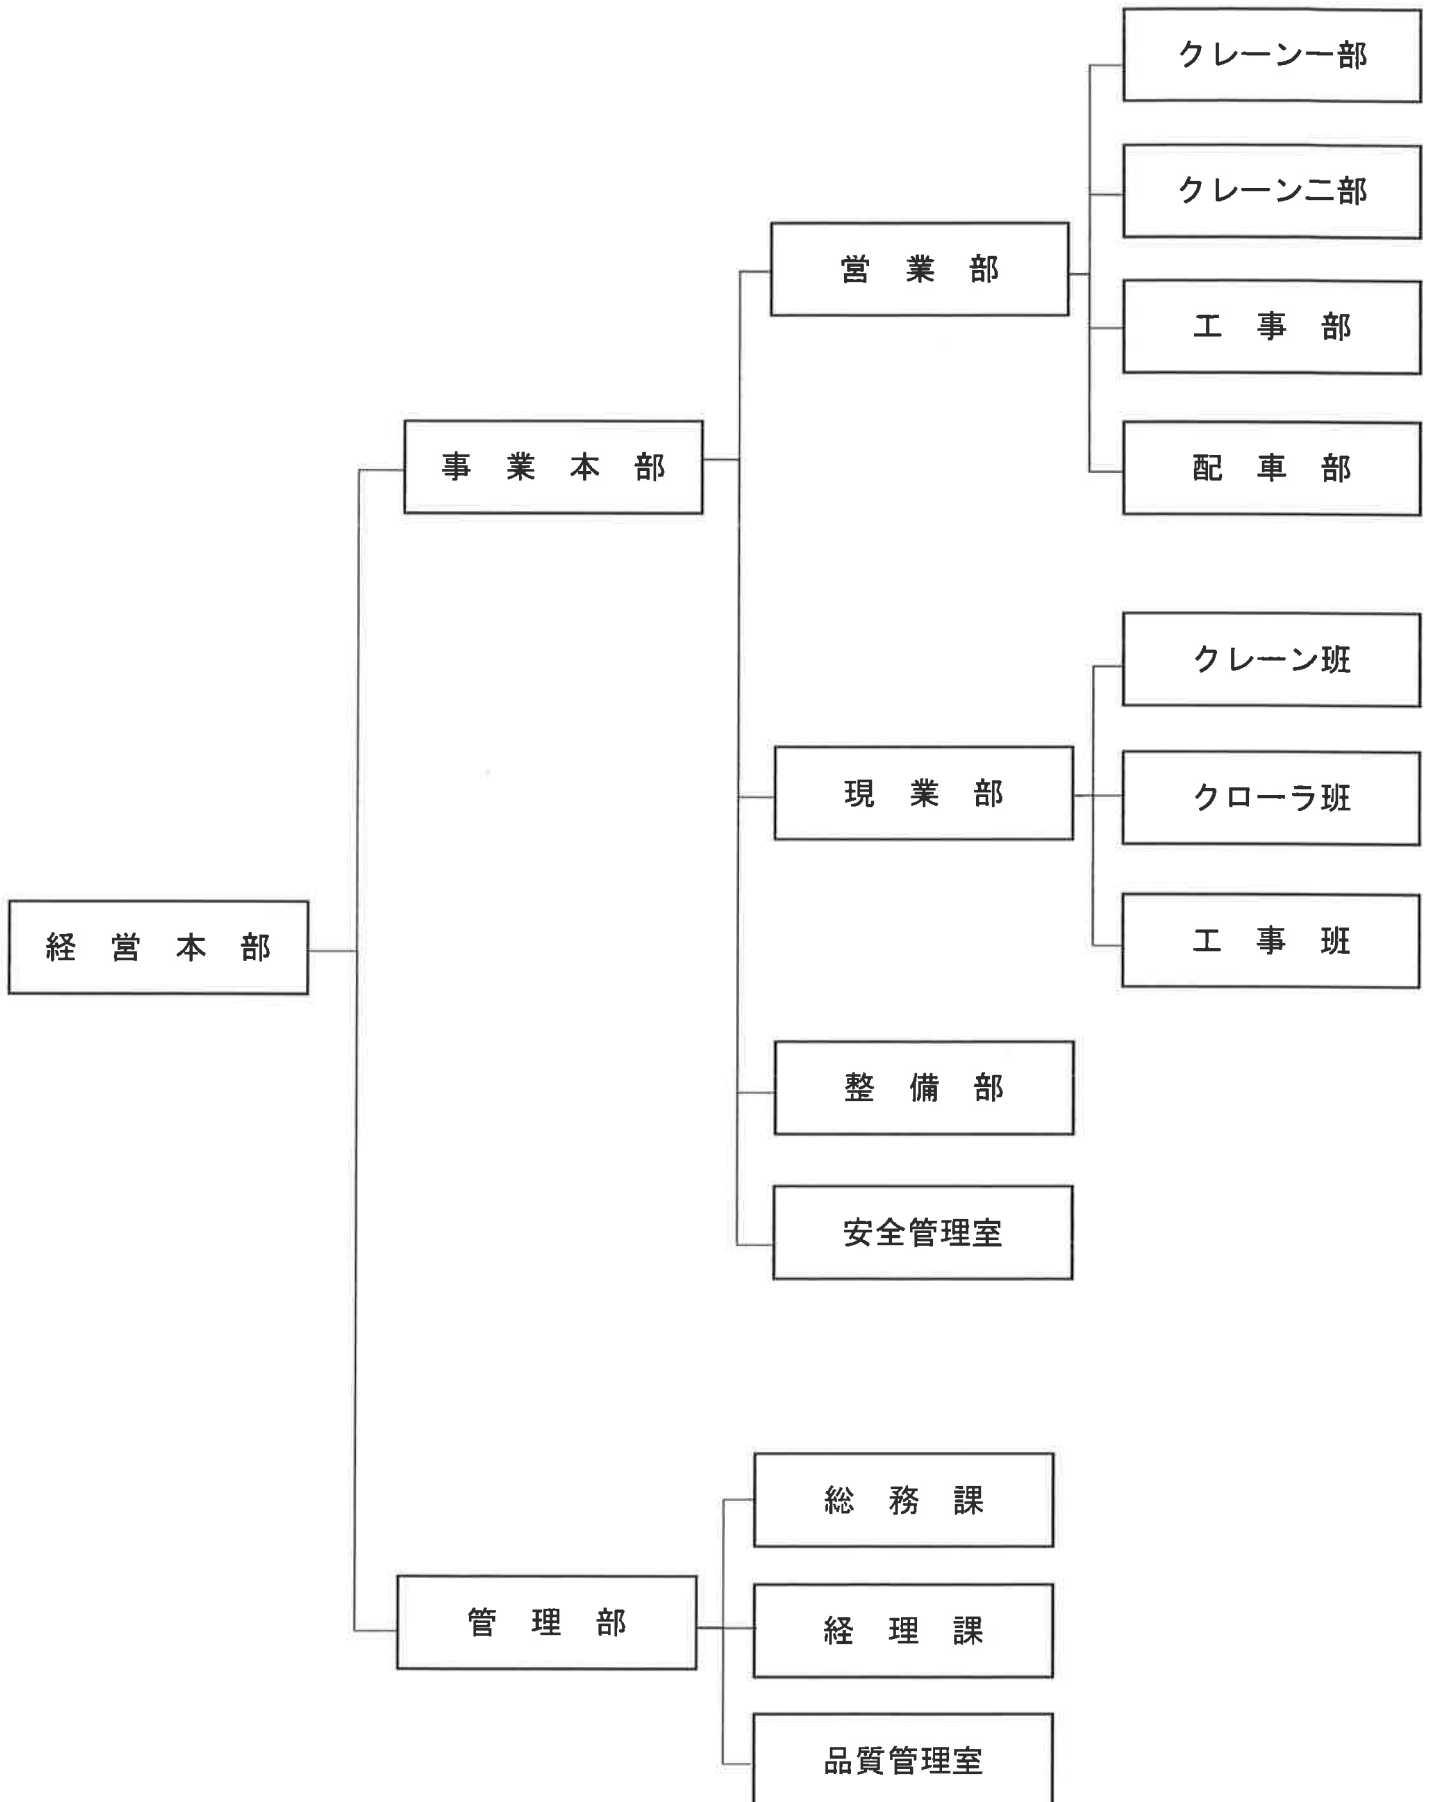 クレーン一部
クレーン二部
営業部
工事部
事業本部
配車部
クレーン班
現業部
クローラ班
経営本部
工事班
整備部
安全管理室
総務課
管理部
経理課
品質管理室